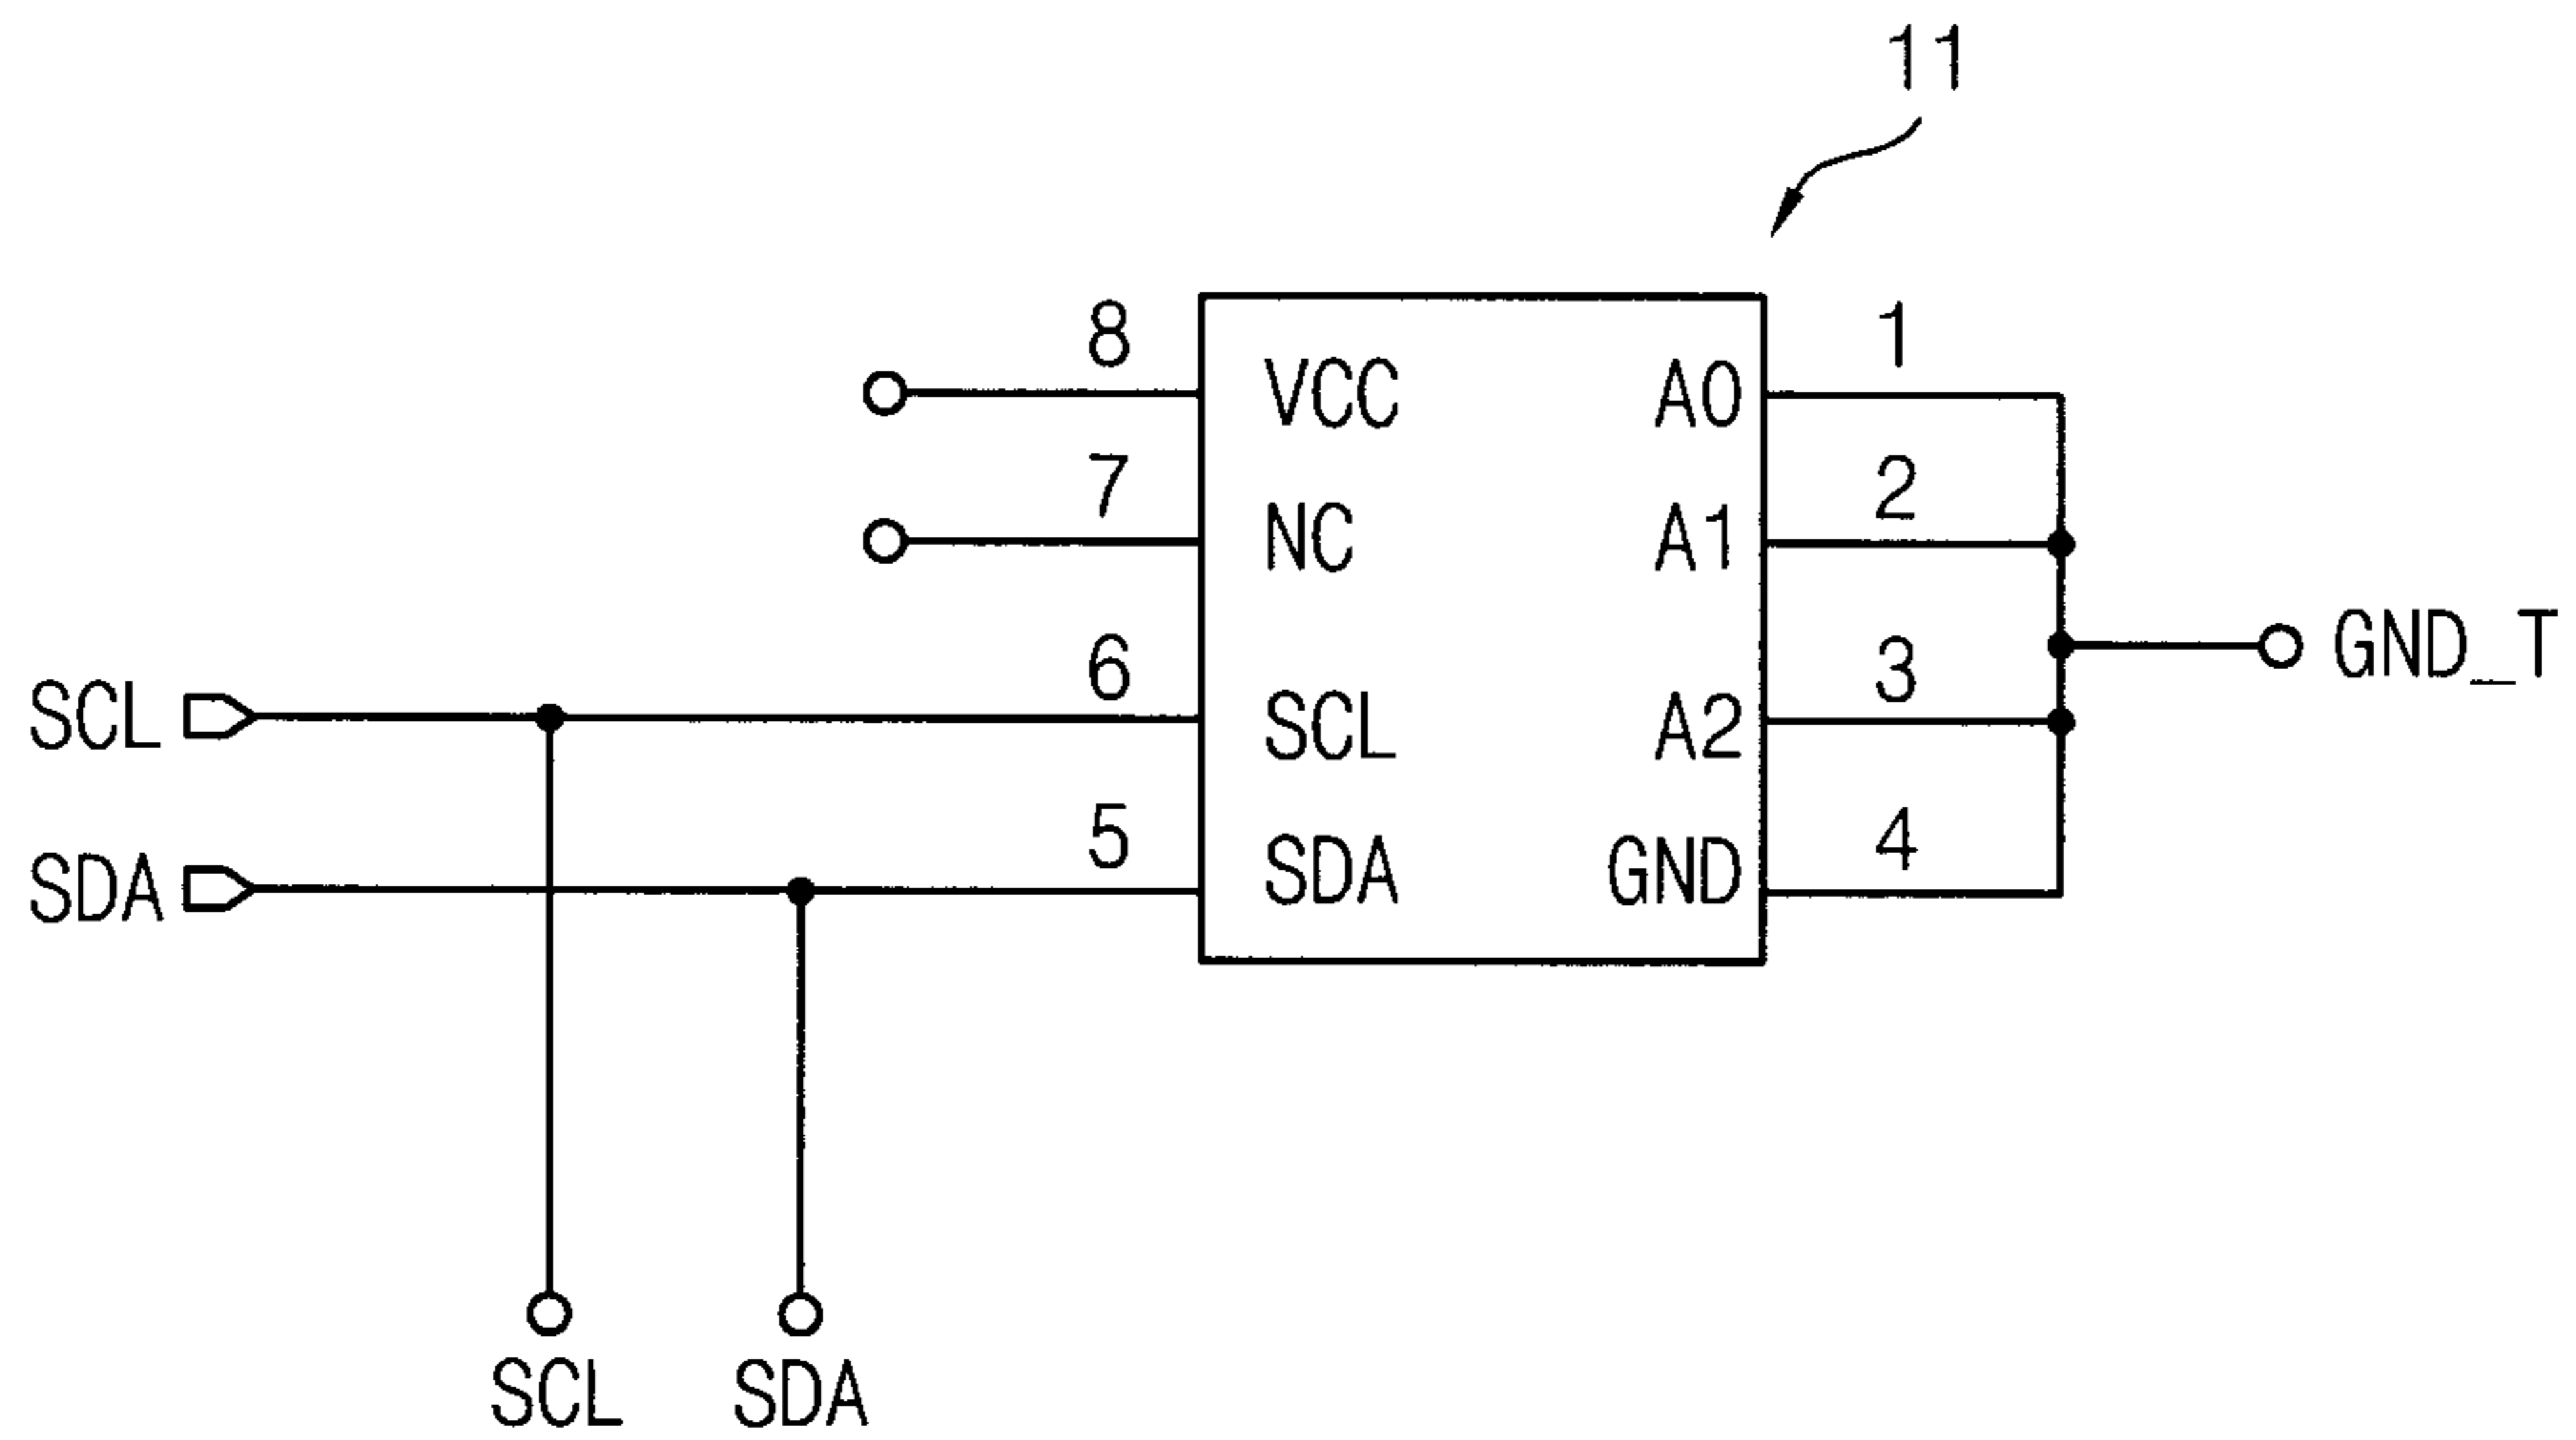 11
8 VCC A0 1
7 NC A1 2
GND_T
6 3
SCL SCL A2
5 4
SDA SDA GND
SCL SDA